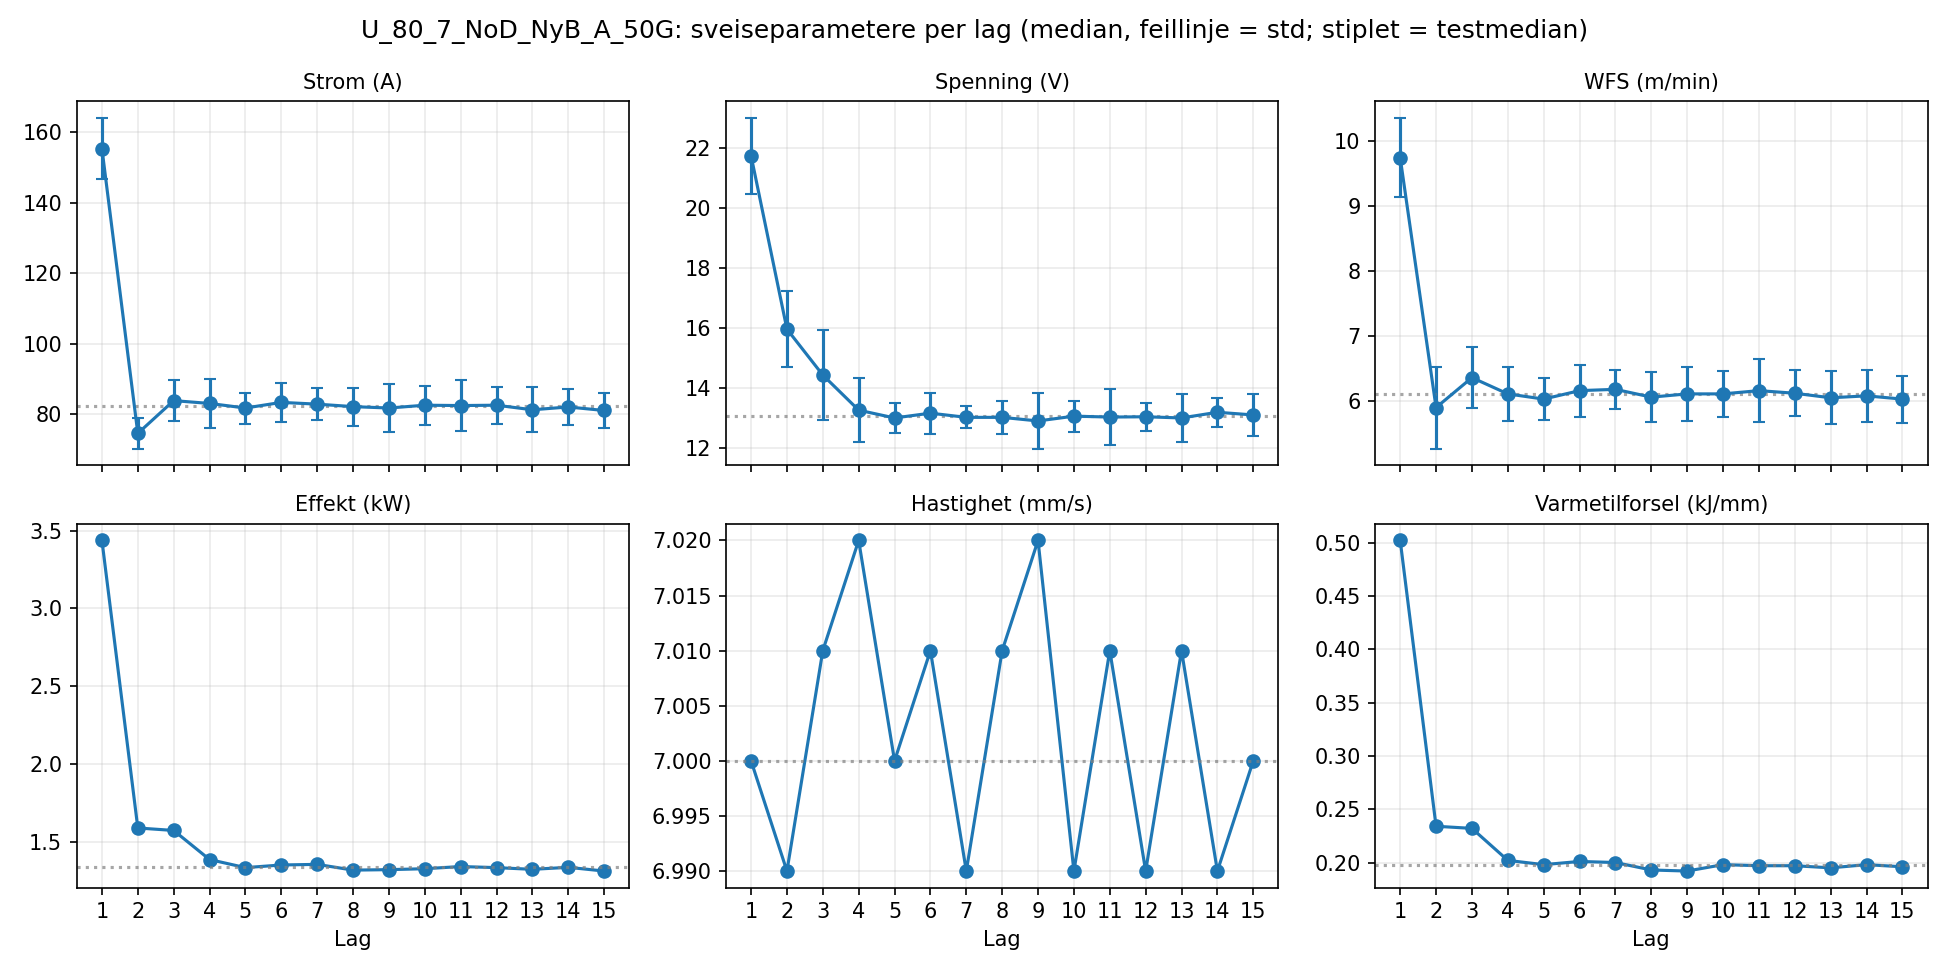 U_80_7_NoD_NyB_A_50G: sveiseparametere per lag (median, feillinje = std; stiplet = testmedian)
Strom (A)
160
140
120
100
80
Spenning (V)
22
20
18
16
14
12
WFS (m/min)
10
9
8
7
6
Effekt (kW)
3.5
3.0
2.5
2.0
1.5
1 2 3 4 5 6 7 8 9 10 11 12 13 14 15
Lag
Hastighet (mm/s)
7.020
7.015
7.010
7.005
7.000
6.995
6.990
1 2 3 4 5 6 7 8 9 10 11 12 13 14 15
Lag
Varmetilforsel (kJ/mm)
0.50
0.45
0.40
0.35
0.30
0.25
0.20
1 2 3 4 5 6 7 8 9 10 11 12 13 14 15
Lag